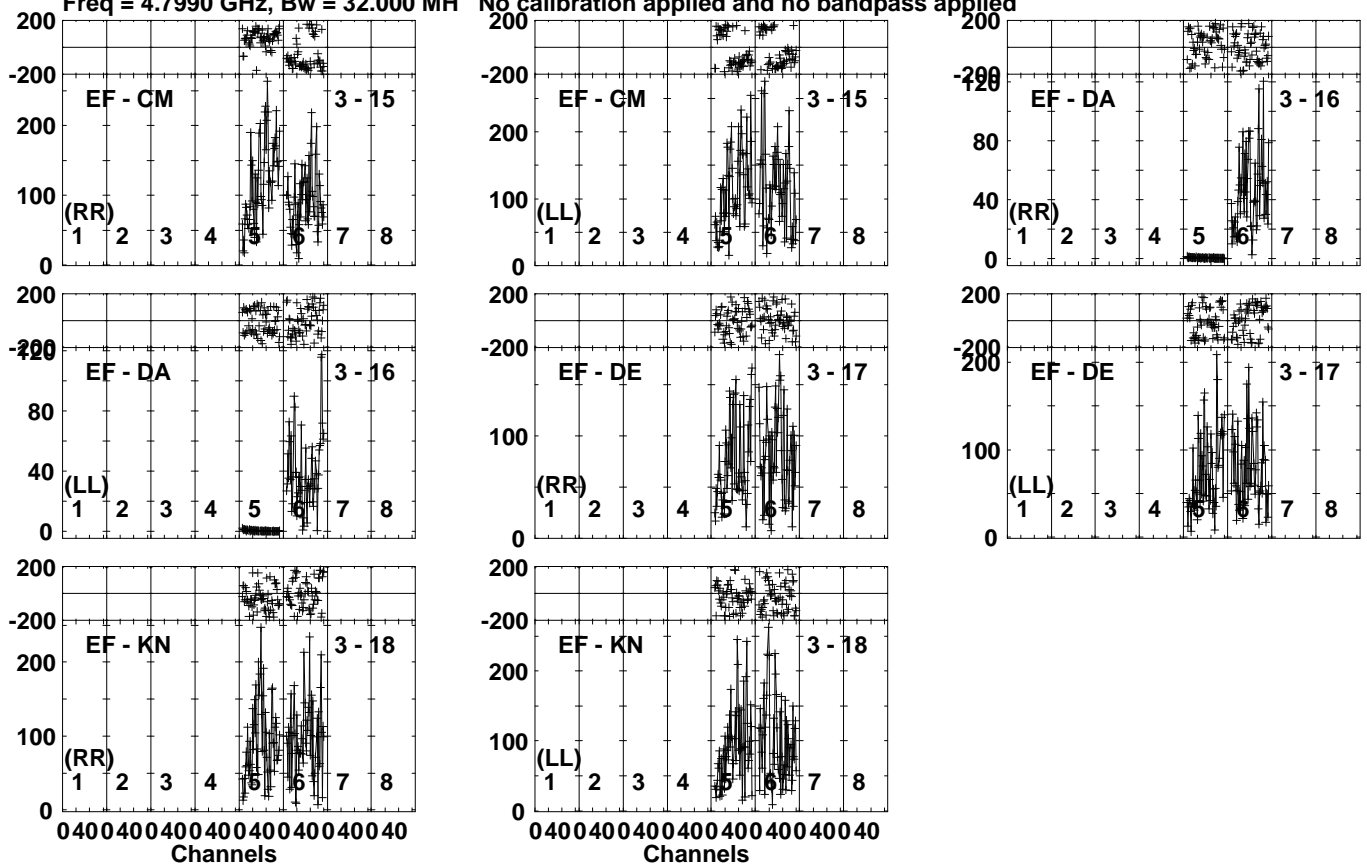 Freq = 4.7990 GHz, Bw = 32.000 MH No calibration applied and no bandpass applied
200
-200
EF - CM 3 - 15
200
100
(RR)
1 2 3 4 5 6 7 8
0
200
-200
EF - CM 3 - 15
200
100
(LL)
1 2 3 4 5 6 7 8
0
200
-200
120
EF - DA 3 - 16
80
40
(RR)
1 2 3 4 5 6 7 8
0
200
-200
120
EF - DA 3 - 16
80
40
(LL)
1 2 3 4 5 6 7 8
0
200
-200
EF - DE 3 - 17
100
(RR)
1 2 3 4 5 6 7 8
0
200
-200
200
EF - DE 3 - 17
100
(LL)
1 2 3 4 5 6 7 8
0
200
-200
EF - KN 3 - 18
200
100
(RR)
1 2 3 4 5 6 7 8
0
0 40 0 40 0 40 0 40 0 40 0 40 0 40 0 40
Channels
200
-200
EF - KN 3 - 18
200
100
(LL)
1 2 3 4 5 6 7 8
0
0 40 0 40 0 40 0 40 0 40 0 40 0 40 0 40
Channels